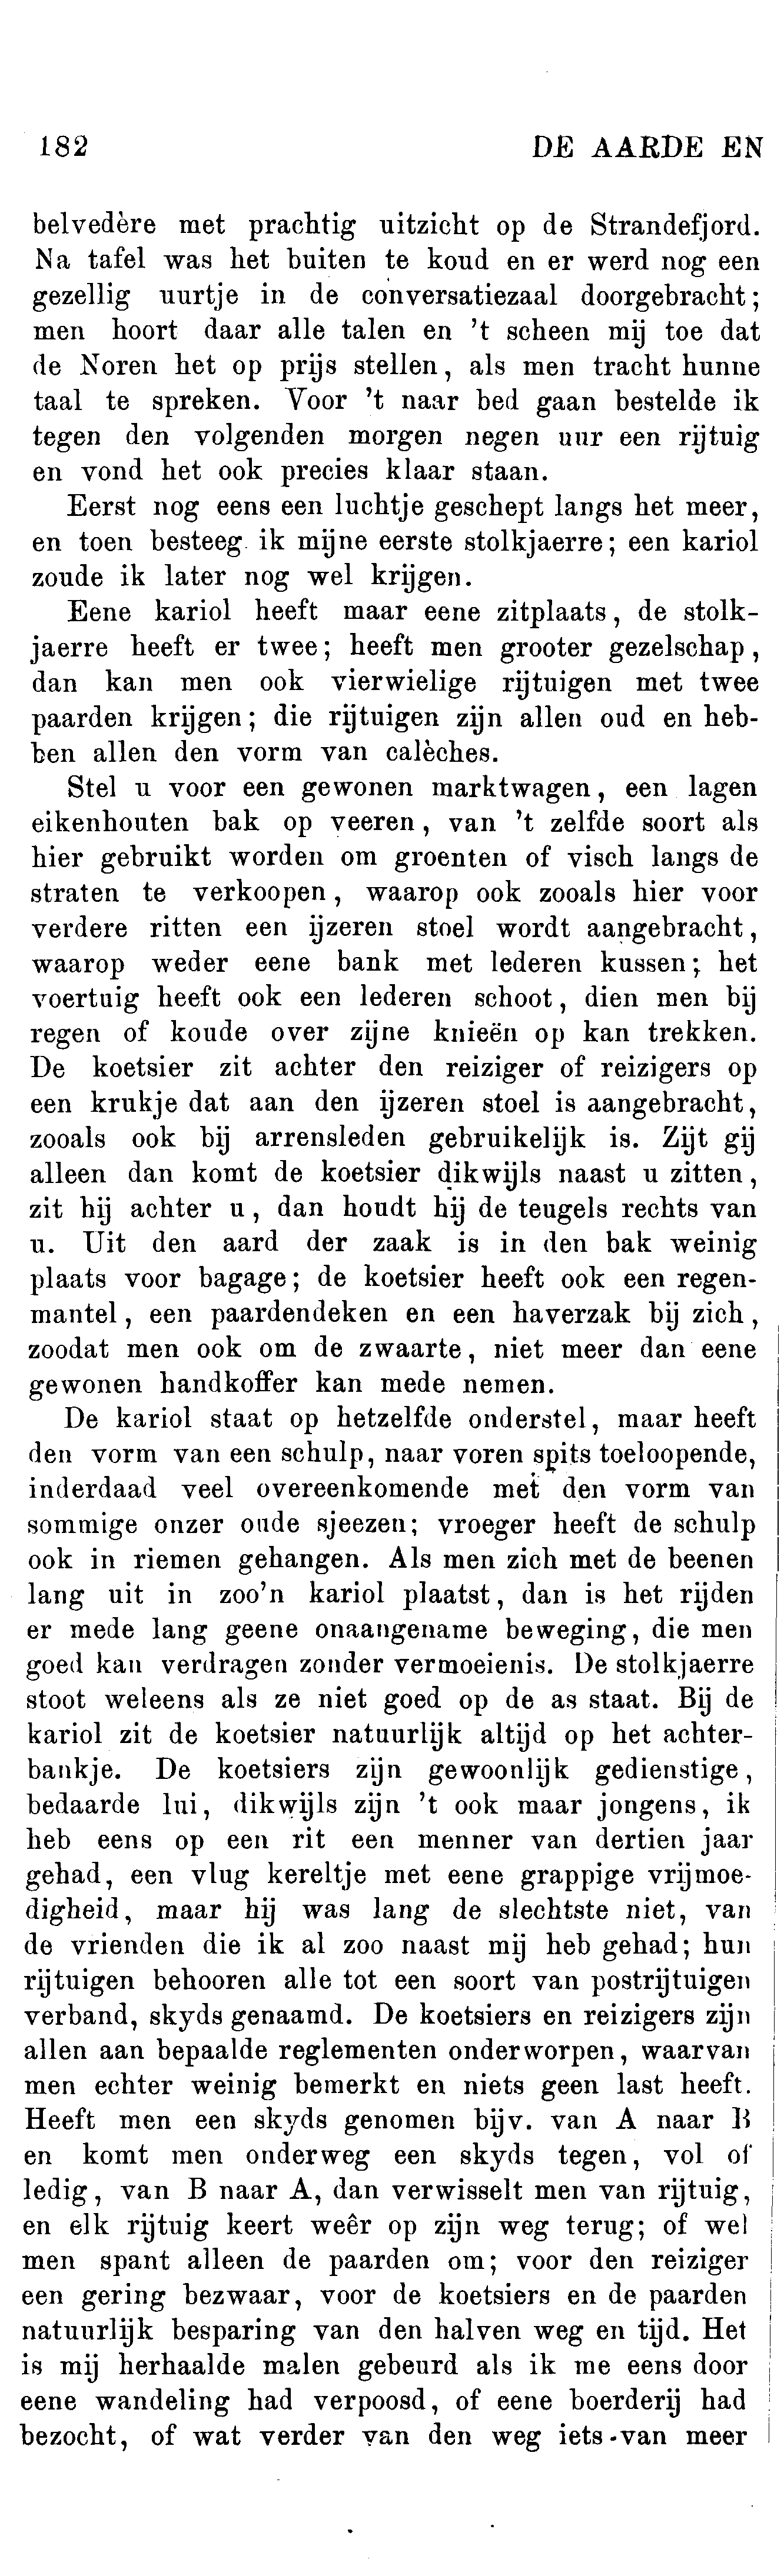 182 DE AARDE EN
belvedère met prachtig uitzicht op de Strandefjord.
Na tafel was het buiten te koud en er werd nog een
gezellig uurtje in de conversatiezaal doorgebracht;
men hoort daar alle talen en 't scheen mij toe dat
de Noren het op prijs stellen, als men tracht hunne
taal te spreken. Voor 't naar bed gaan bestelde ik
tegen den volgenden morgen negen uur een rijtuig
en vond het ook precies klaar staan.
Eerst nog eens een luchtje geschept langs het meer,
en toen besteeg ik mijne eerste stolkjaerre; een kariol
zoude ik later nog wel krijgen.
Eene kariol heeft maar eene zitplaats, de stolk-
jaerre heeft er twee; heeft men grooter gezelschap,
dan kan men ook vierwielige rijtuigen met twee
paarden krijgen; die rijtuigen zijn allen oud en heb-
ben allen den vorm van calèches.
Stel u voor een gewonen marktwagen, een lagen
eikenhouten bak op veeren, van 't zelfde soort als
hier gebruikt worden om groenten of visch langs de
straten te verkoopen, waarop ook zooals hier voor
verdere ritten een ijzeren stoel wordt aangebracht,
waarop weder eene bank met lederen kussen; het
voertuig heeft ook een lederen schoot, dien men bij
regen of koude over zijne knieën op kan trekken.
De koetsier zit achter den reiziger of reizigers op
een krukje dat aan den ijzeren stoel is aangebracht,
zooals ook bij arrensleden gebruikelijk is. Zijt gij
alleen dan komt de koetsier dikwijls naast u zitten,
zit hij achter u, dan houdt hij de teugels rechts van
u. Uit den aard der zaak is in den bak weinig
plaats voor bagage; de koetsier heeft ook een regen-
mantel, een paardendeken en een haverzak bij zich,
zoodat men ook om de zwaarte, niet meer dan eene
gewonen handkoffer kan mede nemen.
De kariol staat op hetzelfde onderstel, maar heeft
den vorm van een schulp, naar voren spits toeloopende,
inderdaad veel overeenkomende met den vorm van
sommige onzer oude sjeezen; vroeger heeft de schulp
ook in riemen gehangen. Als men zich met de beenen
lang uit in zoo'n kariol plaatst, dan is het rijden
er mede lang geene onaangename beweging, die men
goed kan verdragen zonder vermoeienis. De stolkjaerre
stoot weleens als ze niet goed op de as staat. Bij de
kariol zit de koetsier natuurlijk altijd op het achter-
bankje. De koetsiers zijn gewoonlijk gedienstige,
bedaarde lui, dikwijls zijn 't ook maar jongens, ik
heb eens op een rit een menner van dertien jaar
gehad, een vlug kereltje met eene grappige vrijmoe-
digheid, maar hij was lang de slechtste niet, van
de vrienden die ik al zoo naast mij heb gehad; hun
rijtuigen behooren alle tot een soort van postrijtuigen
verband, skyds genaamd. De koetsiers en reizigers zijn
allen aan bepaalde reglementen onderworpen, waarvan
men echter weinig bemerkt en niets geen last heeft.
Heeft men een skyds genomen bijv. van A naar B
en komt men onderweg een skyds tegen, vol of
ledig, van B naar A, dan verwisselt men van rijtuig,
en elk rijtuig keert weêr op zijn weg terug; of wel
men spant alleen de paarden om; voor den reiziger
een gering bezwaar, voor de koetsiers en de paarden
natuurlijk besparing van den halven weg en tijd. Het
is mij herhaalde malen gebeurd als ik me eens door
eene wandeling had verpoosd, of eene boerderij had
bezocht, of wat verder van den weg iets van meer